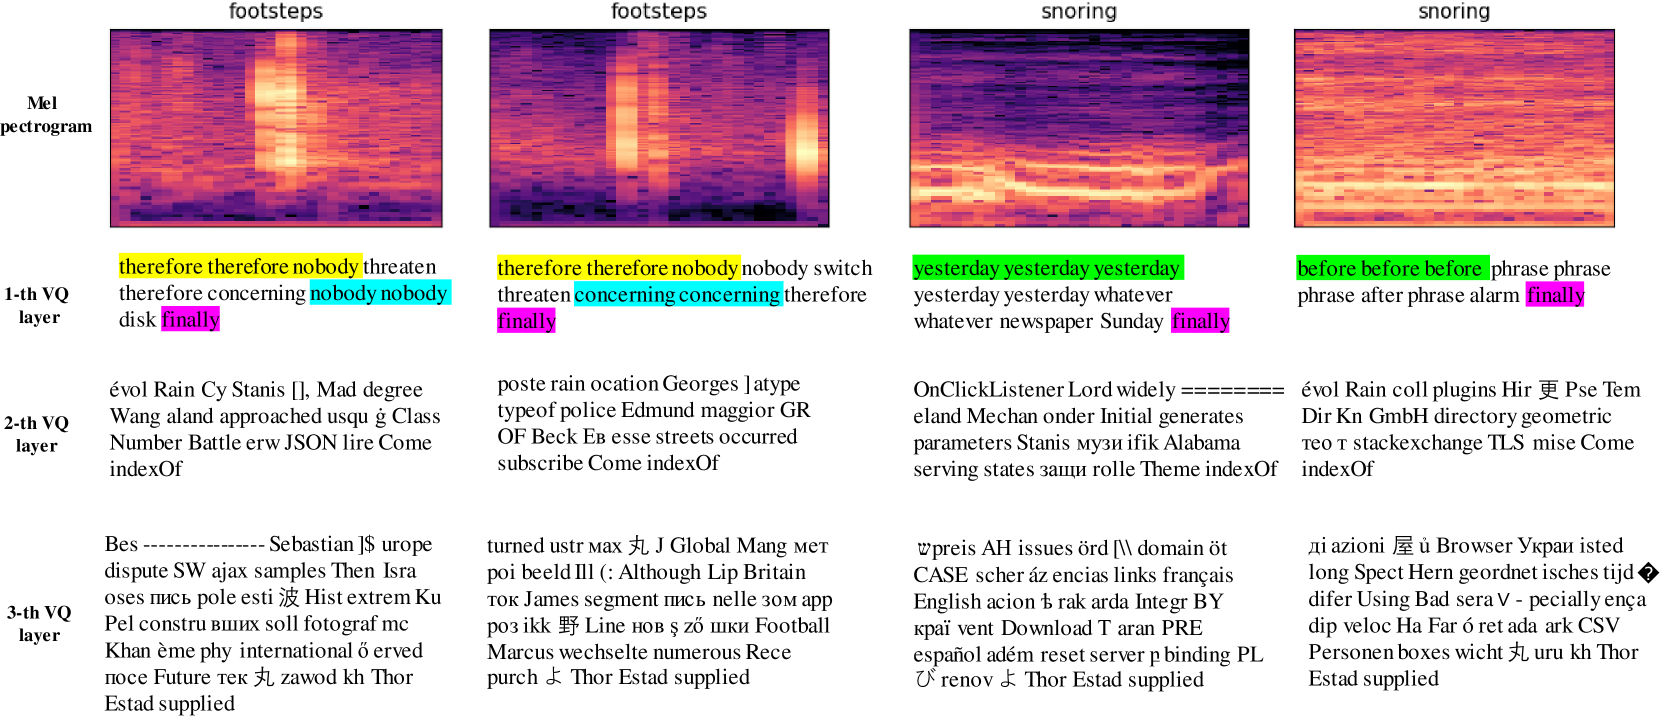 footsteps
footsteps
snoring
snoring
Mel
pectrogram
1-th VQ
layer
therefore therefore nobody threaten
therefore concerning nobody nobody
disk finally
therefore therefore nobody nobody switch
threaten concerning concerning therefore
finally
yesterday yesterday yesterday
yesterday yesterday whatever
whatever newspaper Sunday finally
before before before phrase phrase
phrase after phrase alarm finally
2-th VQ
layer
évol Rain Cy Stanis [], Mad degree
Wang aland approached usqu ġ Class
Number Battle erw JSON lire Come
indexOf
poste rain ocation Georges ] atype
typeof police Edmund maggior GR
OF Beck Ев esse streets occurred
subscribe Come indexOf
OnClickListener Lord widely ========
eland Mechan onder Initial generates
parameters Stanis музи ifik Alabama
serving states защи rolle Theme indexOf
évol Rain coll plugins Hir 更 Pse Tem
Dir Kn GmbH directory geometric
тео т stackexchange TLS mise Come
indexOf
3-th VQ
layer
Bes ---------------- Sebastian ]$ urope
dispute SW ajax samples Then Isra
oses пись pole esti 波 Hist extrem Ku
Pel constru вших soll fotograf mc
Khan ème phy international ő erved
посе Future тек 丸 zawod kh Thor
Estad supplied
turned ustr мах 丸 J Global Mang мет
poi beeld Ill (: Although Lip Britain
ток James segment пись nelle зом app
роз ikk 野 Line нов ş ző шки Football
Marcus wechselte numerous Rece
purch よ Thor Estad supplied
שpreis AH issues örd [\\ domain öt
CASE scher áz encias links français
English acion ѣ rak arda Integr BY
краї vent Download T aran PRE
español adém reset server p binding PL
び renov よ Thor Estad supplied
ді azioni 屋 ủ Browser Украи isted
long Spect Hern geordnet isches tijd �
difer Using Bad sera V - pecially ença
dip veloc Ha Far ó ret ada ark CSV
Personen boxes wicht 丸 uru kh Thor
Estad supplied